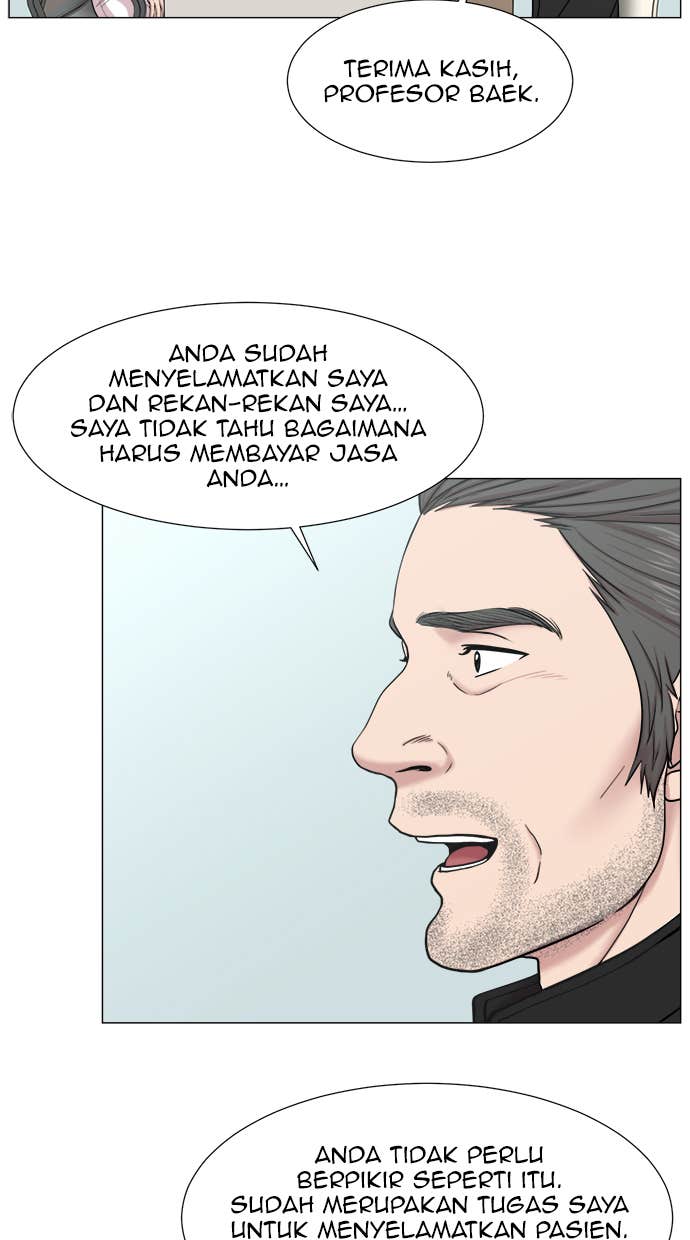 TERIMA KASIH,
PROFESOR BAEK.
ANDA SUDAH
MENYELAMATKAN SAYA
DAN REKAN-REKAN SAYA...
SAYA TIDAK TAHU BAGAIMANA
HARUS MEMBAYAR JASA
ANDA...
ANDA TIDAK PERLU
BERPIKIR SEPERTI ITU.
SUDAH MERUPAKAN TUGAS SAYA
UNTUK MENYELAMATKAN PASIEN.